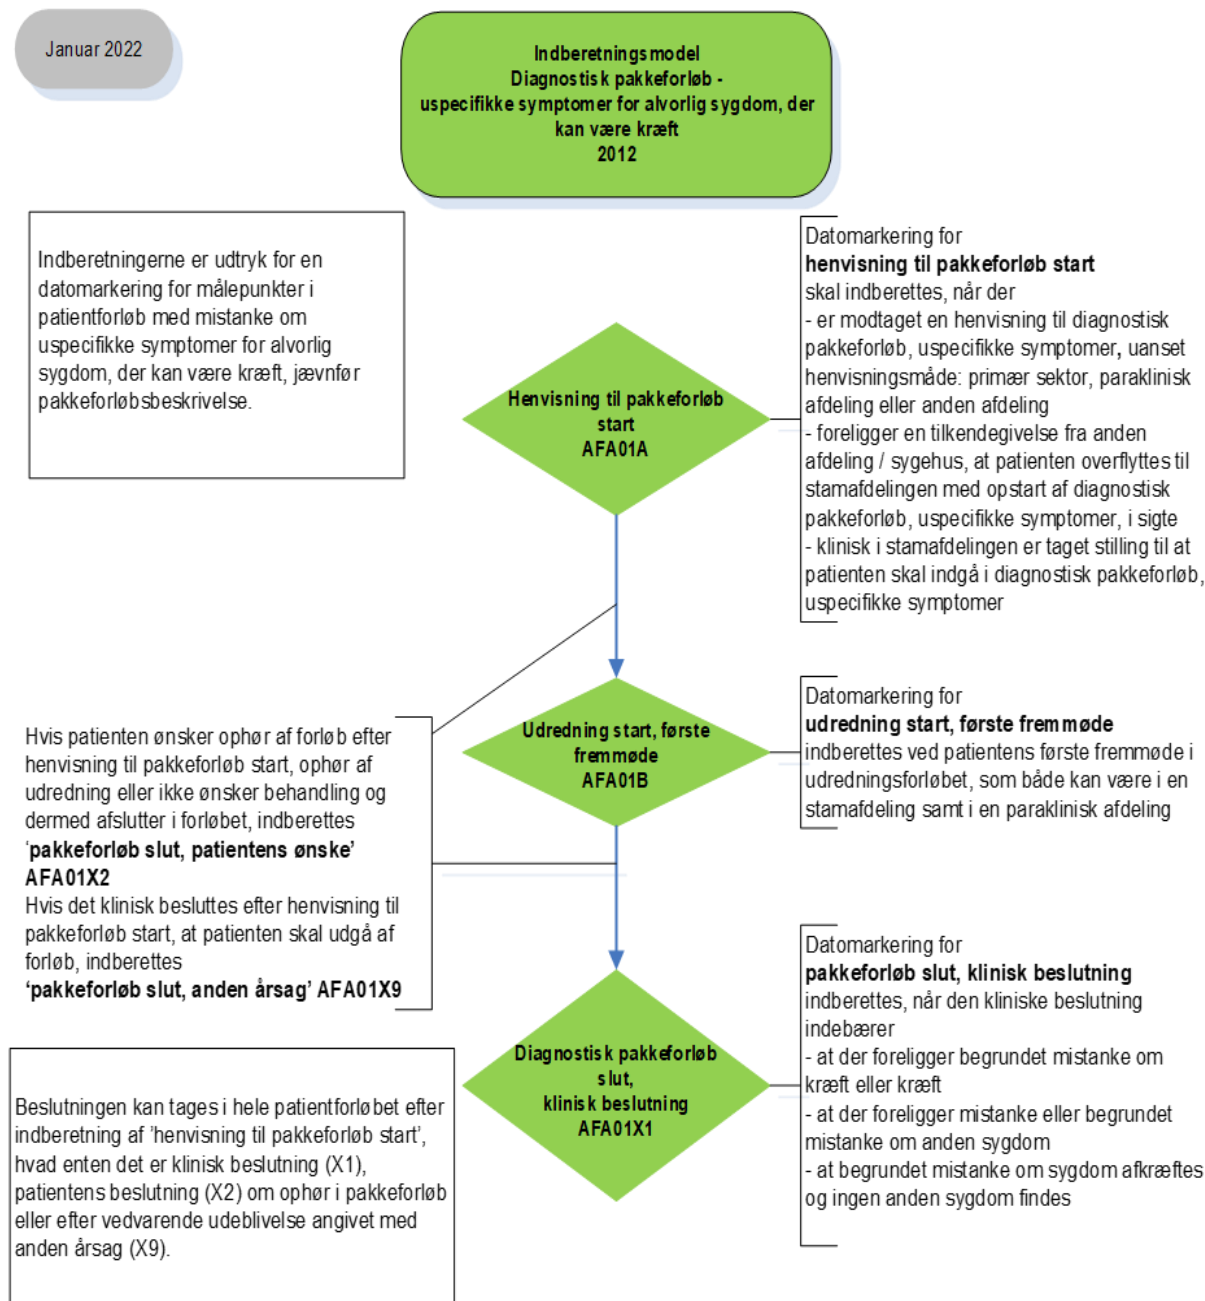 Januar 2022
Indberetningsmodel
Diagnostisk pakkeforløb -
uspecifikke symptomer for alvorlig sygdom, der
kan være kræft
2012
Indberetningerne er udtryk for en
datomarkering for målepunkter i
patientforløb med mistanke om
uspecifikke symptomer for alvorlig
sygdom, der kan være kræft, jævnfør
pakkeforløbsbeskrivelse.
Datomarkering for
henvisning til pakkeforløb start
skal indberettes, når der
- er modtaget en henvisning til diagnostisk
pakkeforløb, uspecifikke symptomer, uanset
henvisningsmåde: primær sektor, paraklinisk
afdeling eller anden afdeling
- foreligger en tilkendegivelse fra anden
afdeling / sygehus, at patienten overflyttes til
stamafdelingen med opstart af diagnostisk
pakkeforløb, uspecifikke symptomer, i sigte
- klinisk i stamafdelingen er taget stilling til at
patienten skal indgå i diagnostisk pakkeforløb,
uspecifikke symptomer
Henvisning til pakkeforløb
start
AFA01A
Udredning start, første
fremmøde
AFA01B
Datomarkering for
udredning start, første fremmøde
indberettes ved patientens første fremmøde i
udredningsforløbet, som både kan være i en
stamafdeling samt i en paraklinisk afdeling
Hvis patienten ønsker ophør af forløb efter
henvisning til pakkeforløb start, ophør af
udredning eller ikke ønsker behandling og
dermed afslutter i forløbet, indberettes
'pakkeforløb slut, patientens ønske'
AFA01X2
Hvis det klinisk besluttes efter henvisning til
pakkeforløb start, at patienten skal udgå af
forløb, indberettes
'pakkeforløb slut, anden årsag' AFA01X9
Diagnostisk pakkeforløb
slut,
klinisk beslutning
AFA01X1
Datomarkering for
pakkeforløb slut, klinisk beslutning
indberettes, når den kliniske beslutning
indebærer
- at der foreligger begrundet mistanke om
kræft eller kræft
- at der foreligger mistanke eller begrundet
mistanke om anden sygdom
- at begrundet mistanke om sygdom afkræftes
og ingen anden sygdom findes
Beslutningen kan tages i hele patientforløbet efter
indberetning af 'henvisning til pakkeforløb start',
hvad enten det er klinisk beslutning (X1),
patientens beslutning (X2) om ophør i pakkeforløb
eller efter vedvarende udeblivelse angivet med
anden årsag (X9).